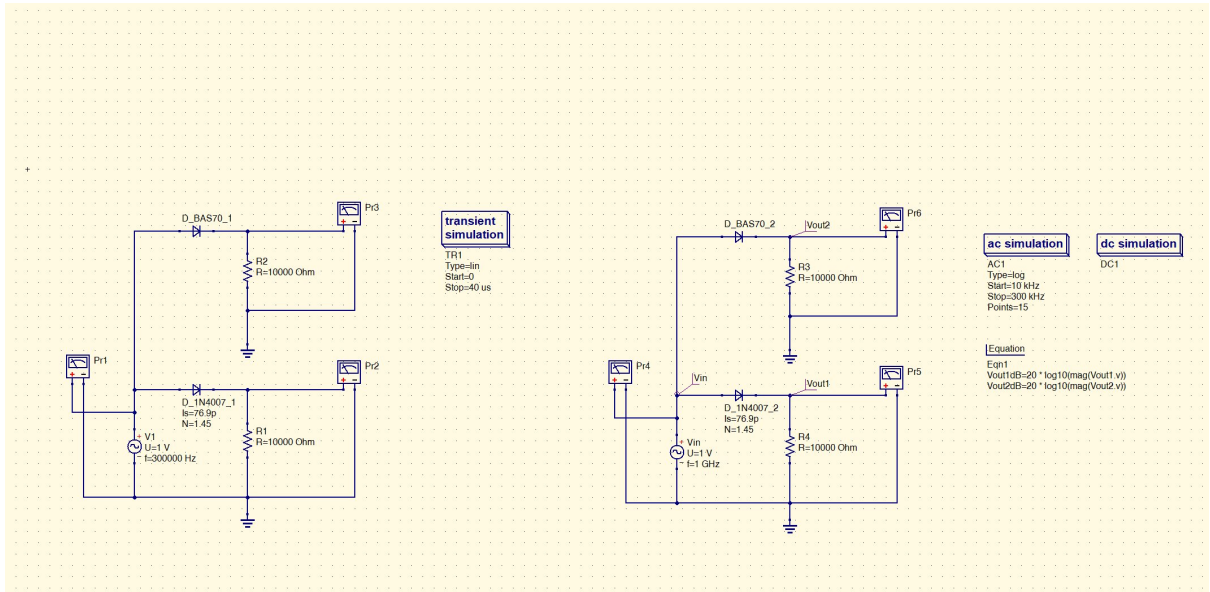 D_BAS70_1
Pr3
+ −
R2
R=10000 Ohm
transient
simulation
TR1
Type=lin
Start=0
Stop=40 us
Pr1
+ −
D_1N4007_1
Is=76.9p
N=1.45
Pr2
+ −
V1
U=1 V
f=300000 Hz
R1
R=10000 Ohm
D_BAS70_2
Vout2
Pr6
+ −
R3
R=10000 Ohm
ac simulation
AC1
Type=log
Start=10 kHz
Stop=300 kHz
Points=15
dc simulation
DC1
Equation
Eqn1
Vout1dB=20 * log10(mag(Vout1.v))
Vout2dB=20 * log10(mag(Vout2.v))
Pr4
+ −
Vin
D_1N4007_2
Is=76.9p
N=1.45
Vout1
Pr5
+ −
Vin
U=1 V
f=1 GHz
R4
R=10000 Ohm